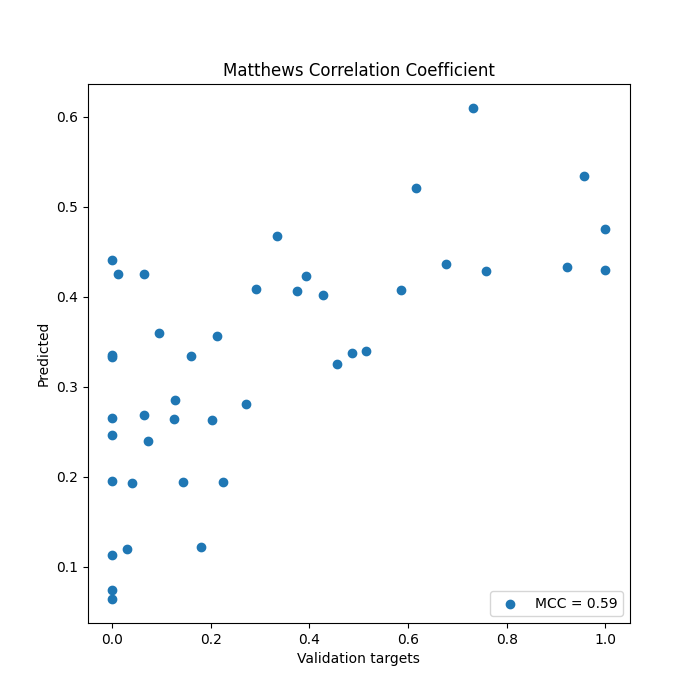 Matthews Correlation Coefficient
0.6
0.5
0.4
0.3
0.2
0.1
Predicted
MCC = 0.59
0.0 0.2 0.4 0.6 0.8 1.0
Validation targets